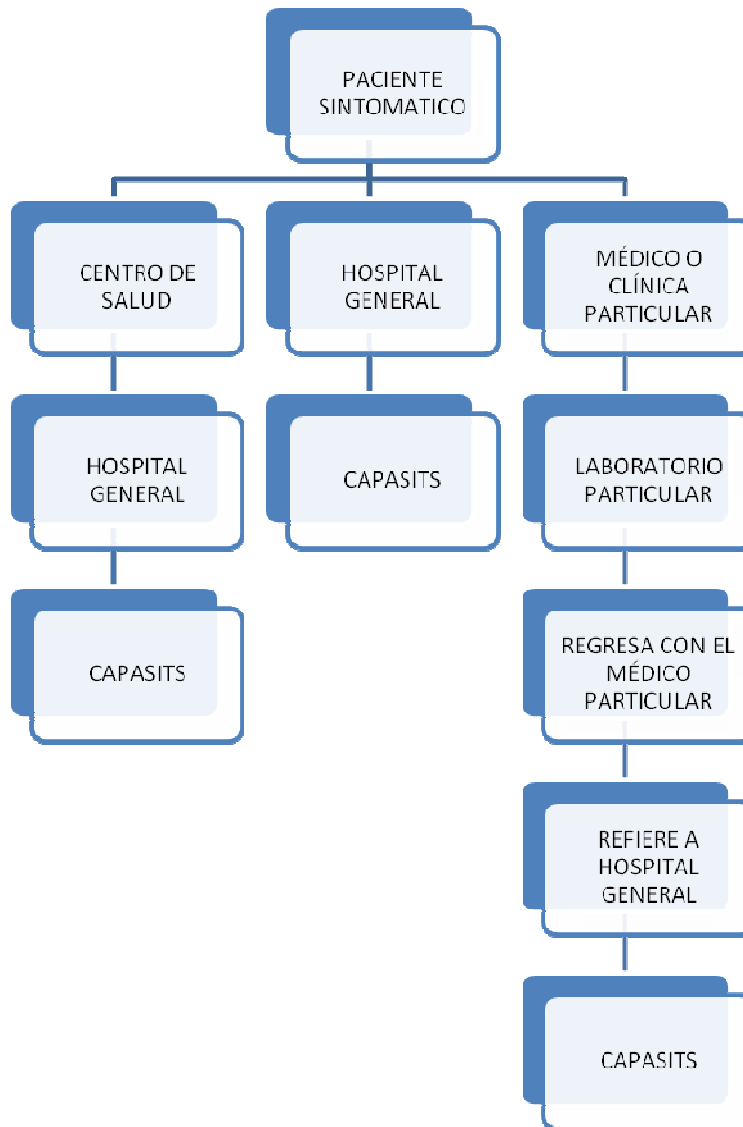 PACIENTE
SINTOMATICO
CENTRO DE
SALUD
HOSPITAL
GENERAL
MÉDICO O
CLÍNICA
PARTICULAR
HOSPITAL
GENERAL
CAPASITS
LABORATORIO
PARTICULAR
CAPASITS
REGRESA CON EL
MÉDICO
PARTICULAR
REFIERE A
HOSPITAL
GENERAL
CAPASITS